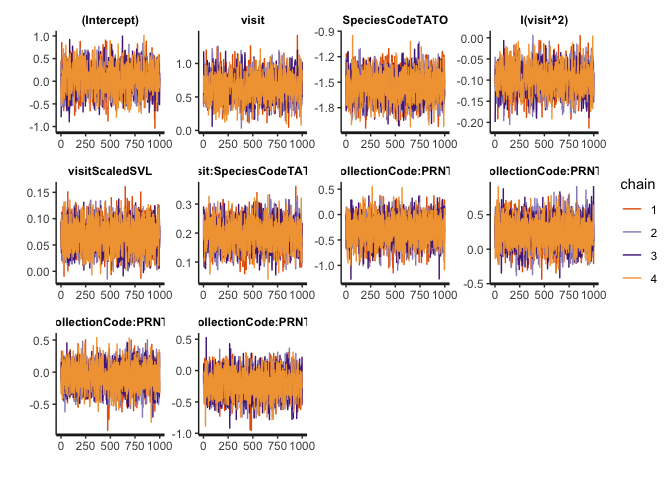 (Intercept) visit SpeciesCodeTATO I(visit^2)
1.0 0.5 0.0 -0.5 -1.0
1.0 0.5 0.0
-0.9 -1.2 -1.5 -1.8
0.00 -0.05 -0.10 -0.15 -0.20
0 250 500 750 1000 0 250 500 750 1000 0 250 500 750 1000 0 250 500 750 1000
visitScaledSVL sit:SpeciesCodeTAT ollectionCode:PRNT ollectionCode:PRNT
0.15 0.10 0.05 0.00
0.3 0.2 0.1
0.5 0.0 -0.5 -1.0
0.5 0.0 -0.5
0 250 500 750 1000 0 250 500 750 1000 0 250 500 750 1000 0 250 500 750 1000
ollectionCode:PRNT ollectionCode:PRNT
0.5 0.0 -0.5
0.5 0.0 -0.5 -1.0
0 250 500 750 1000 0 250 500 750 1000
chain
1
2
3
4